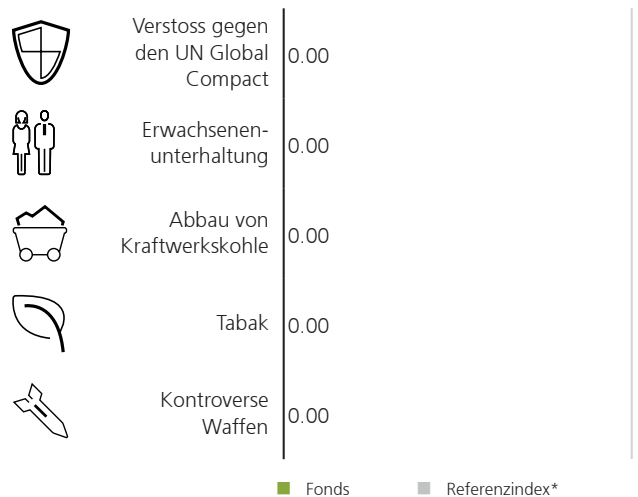 Verstoss gegen
den UN Global
Compact
0.00
Erwachsenen-
unterhaltung
0.00
Abbau von
Kraftwerkskohle
0.00
Tabak
0.00
Kontroverse
Waffen
0.00
Fonds
Referenzindex*